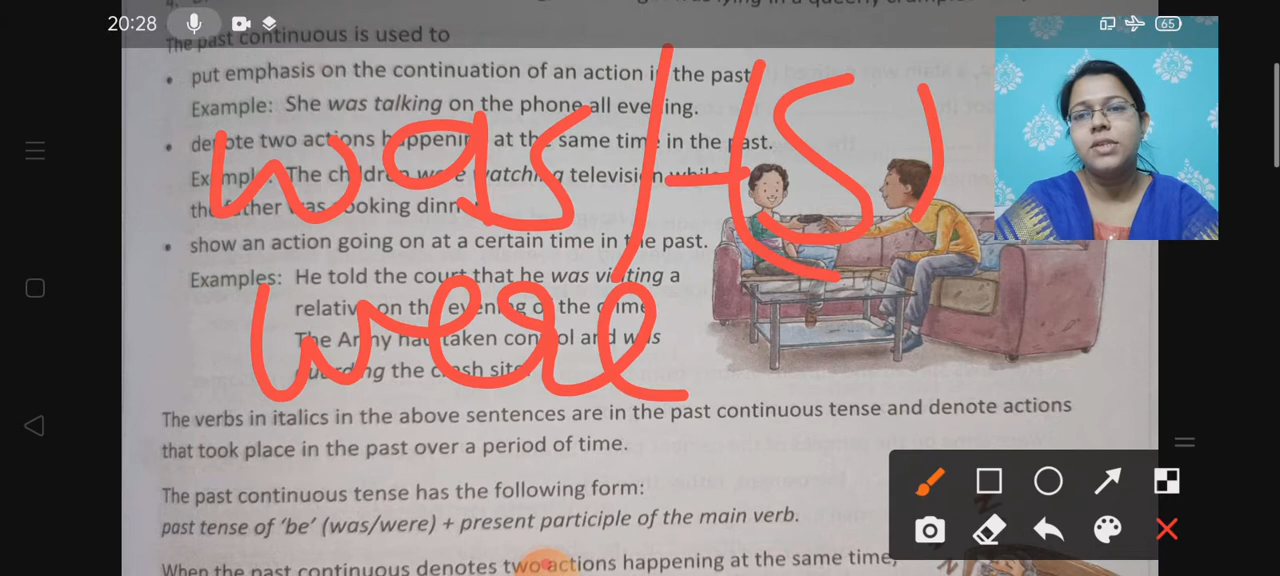 20:28
65
The past continuous is used to
• put emphasis on the continuation of an action in the past.
Example: She was talking on the phone all evening.
• denote two actions happening at the same time in the past.
Example: The children were watching television while
the father was cooking dinner.
• show an action going on at a certain time in the past.
Examples: He told the court that he was visiting a
relative on the evening of the crime.
The Army had taken control and was
guarding the crash site.
was / + (S)
were
The verbs in italics in the above sentences are in the past continuous tense and denote actions
that took place in the past over a period of time.
The past continuous tense has the following form:
past tense of 'be' (was/were) + present participle of the main verb.
When the past continuous denotes two actions happening at the same time,